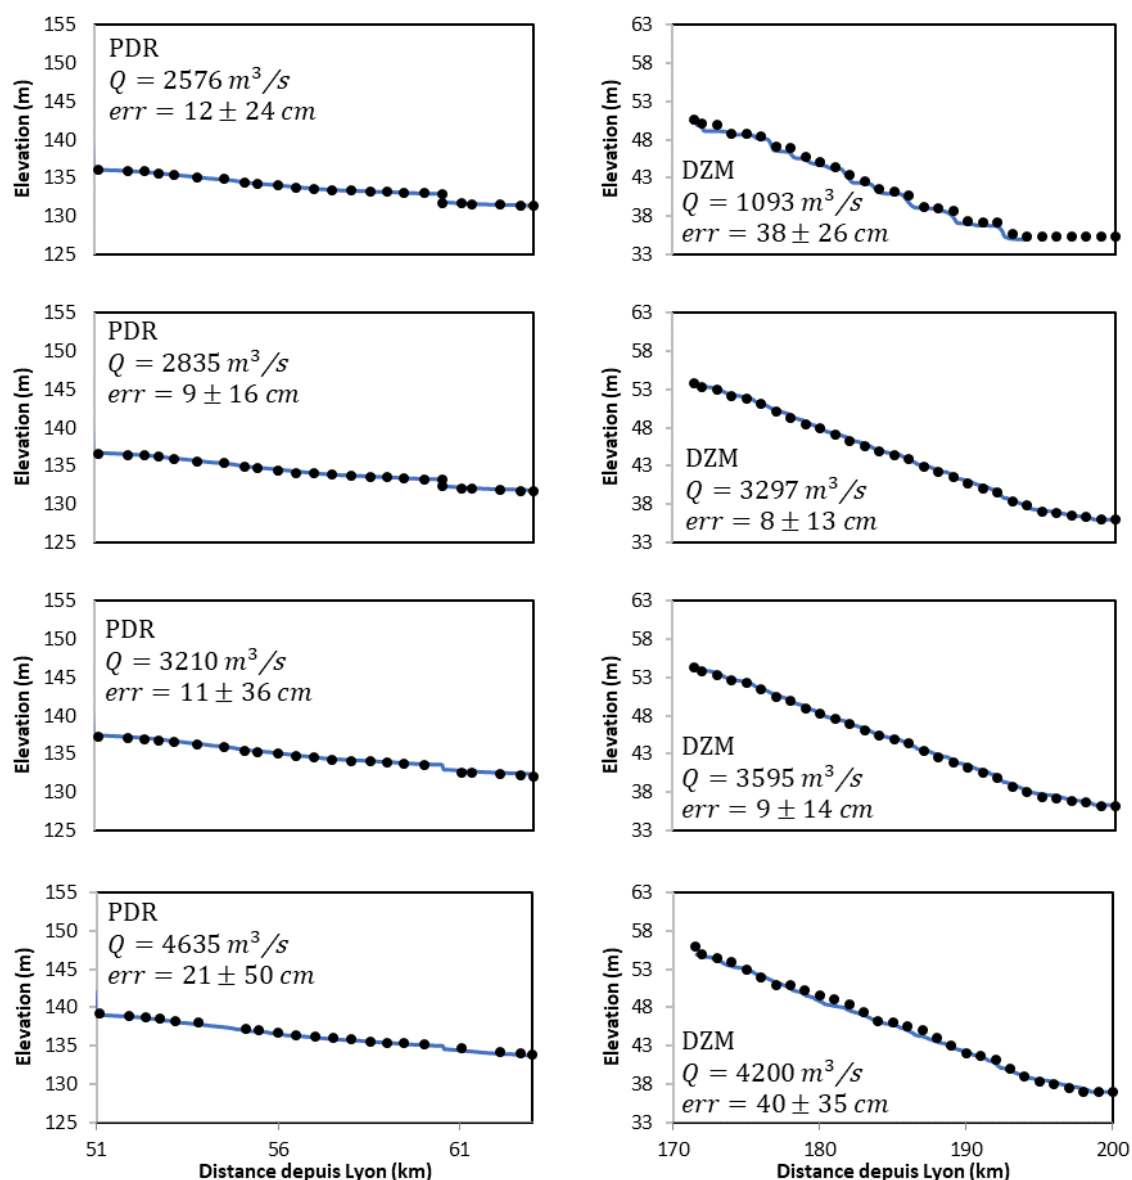 155
150
145
140
135
130
125
Elevation (m)
PDR
Q = 2576 m³/s
err = 12 ± 24 cm
63
58
53
48
43
38
33
Elevation (m)
DZM
Q = 1093 m³/s
err = 38 ± 26 cm
155
150
145
140
135
130
125
Elevation (m)
PDR
Q = 2835 m³/s
err = 9 ± 16 cm
63
58
53
48
43
38
33
Elevation (m)
DZM
Q = 3297 m³/s
err = 8 ± 13 cm
155
150
145
140
135
130
125
Elevation (m)
PDR
Q = 3210 m³/s
err = 11 ± 36 cm
63
58
53
48
43
38
33
Elevation (m)
DZM
Q = 3595 m³/s
err = 9 ± 14 cm
155
150
145
140
135
130
125
Elevation (m)
PDR
Q = 4635 m³/s
err = 21 ± 50 cm
51 56 61
Distance depuis Lyon (km)
63
58
53
48
43
38
33
Elevation (m)
DZM
Q = 4200 m³/s
err = 40 ± 35 cm
170 180 190 200
Distance depuis Lyon (km)